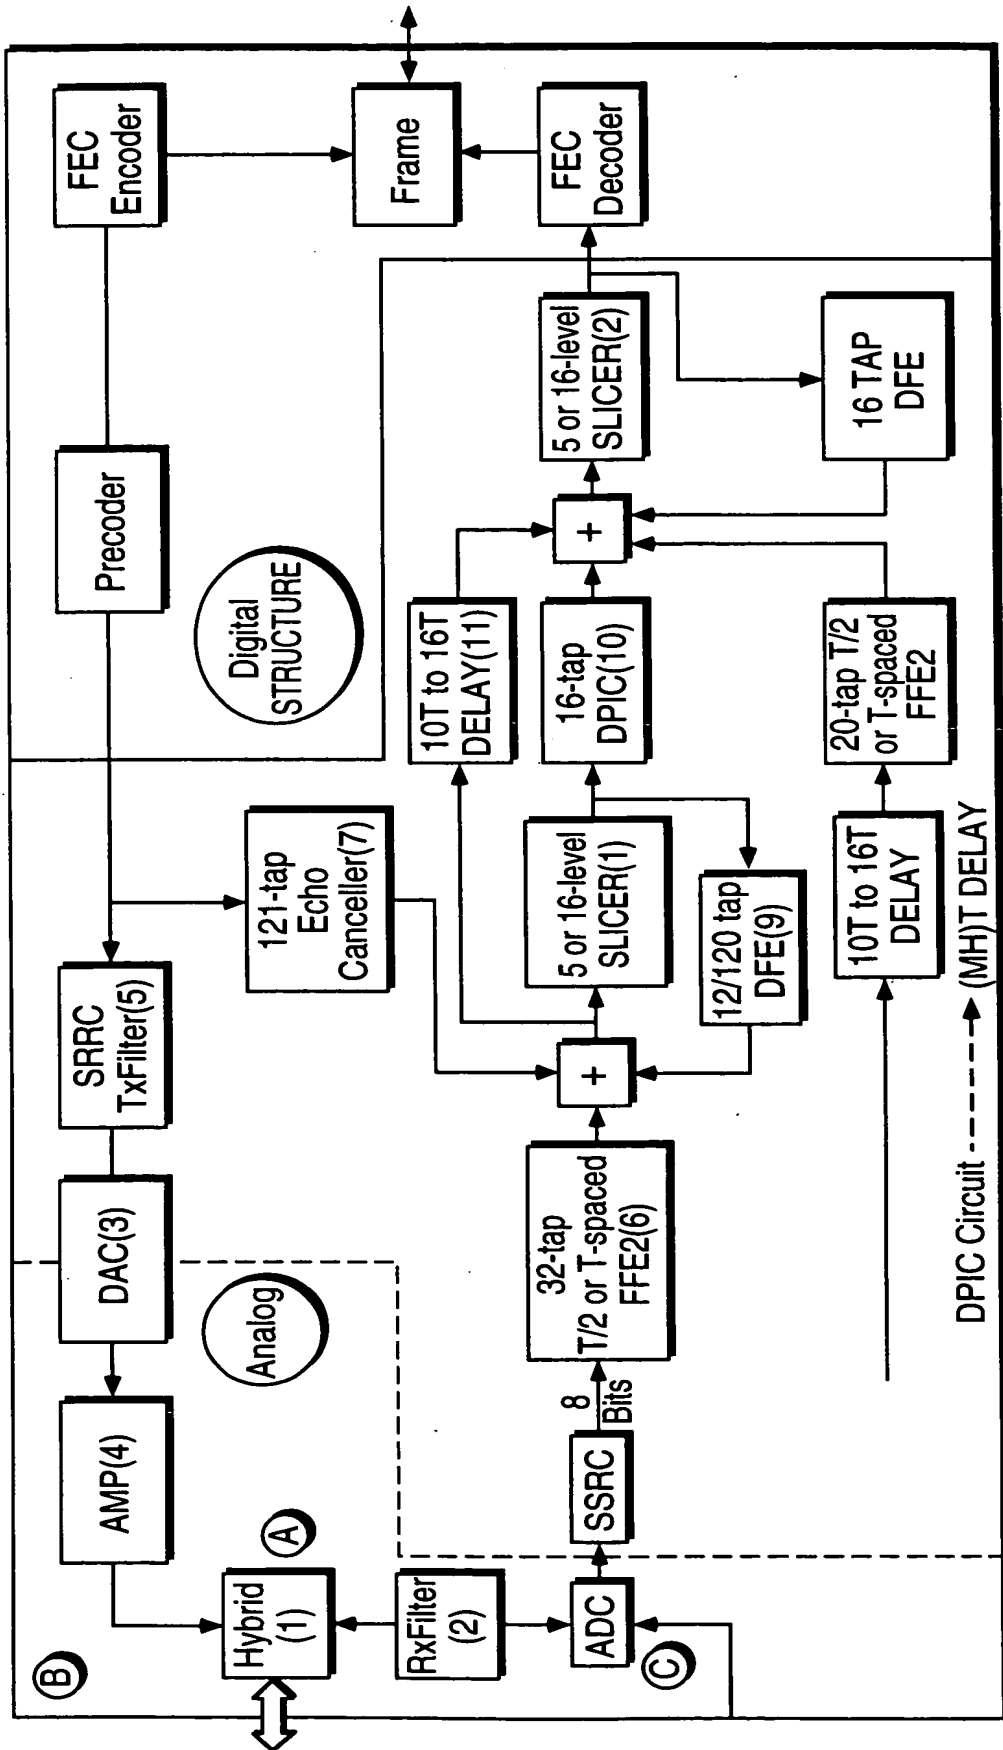 B
AMP(4)
DAC(3)
SRRC
TxFilter(5)
Precoder
FEC
Encoder
Hybrid
(1)
A
Analog
121-tap
Echo
Canceller(7)
Digital
STRUCTURE
Frame
RxFilter
(2)
10T to 16T
DELAY(11)
ADC
C
SSRC
8
Bits
32-tap
T/2 or T-spaced
FFE2(6)
+
5 or 16-level
SLICER(1)
16-tap
DPIC(10)
+
5 or 16-level
SLICER(2)
FEC
Decoder
12/120 tap
DFE(9)
10T to 16T
DELAY
20-tap T/2
or T-spaced
FFE2
16 TAP
DFE
DPIC Circuit
(MH)T DELAY